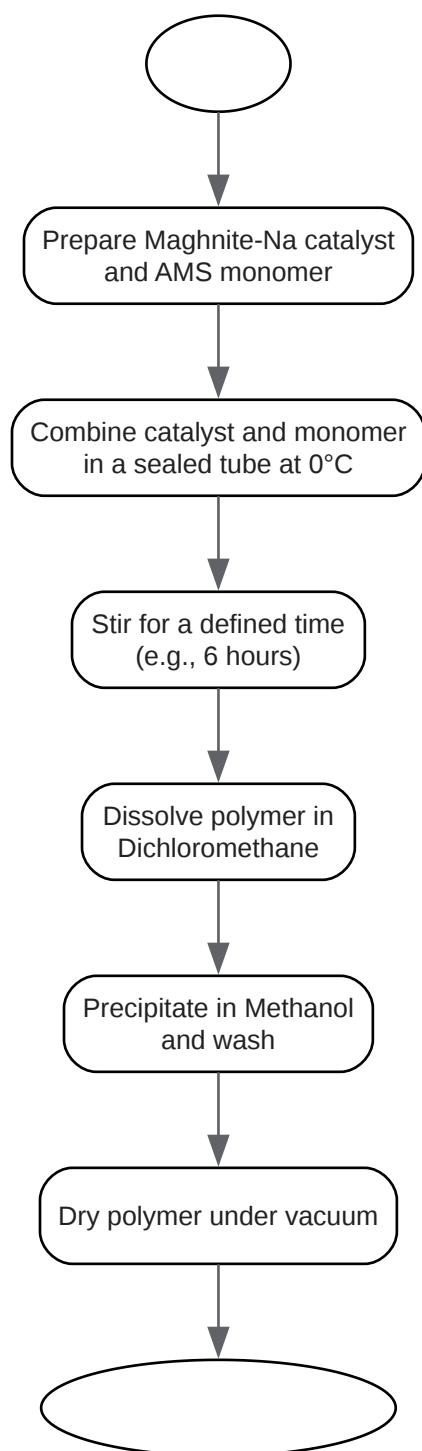 Prepare Maghnite-Na catalyst
and AMS monomer
Combine catalyst and monomer
in a sealed tube at 0°C
Stir for a defined time
(e.g., 6 hours)
Dissolve polymer in
Dichloromethane
Precipitate in Methanol
and wash
Dry polymer under vacuum